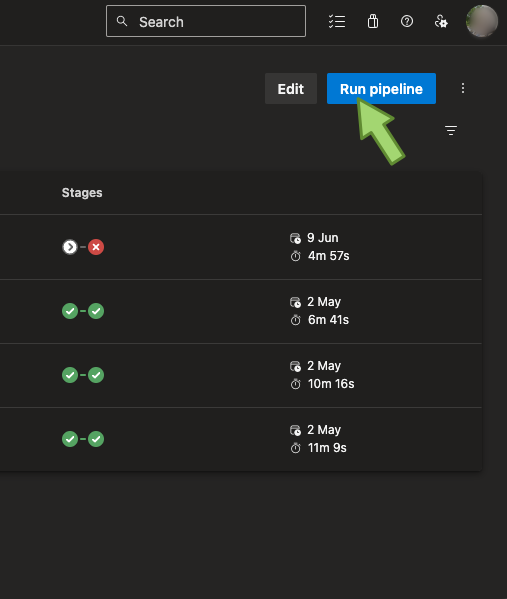 Search
Edit
Run pipeline
Stages
9 Jun
4m 57s
2 May
6m 41s
2 May
10m 16s
2 May
11m 9s